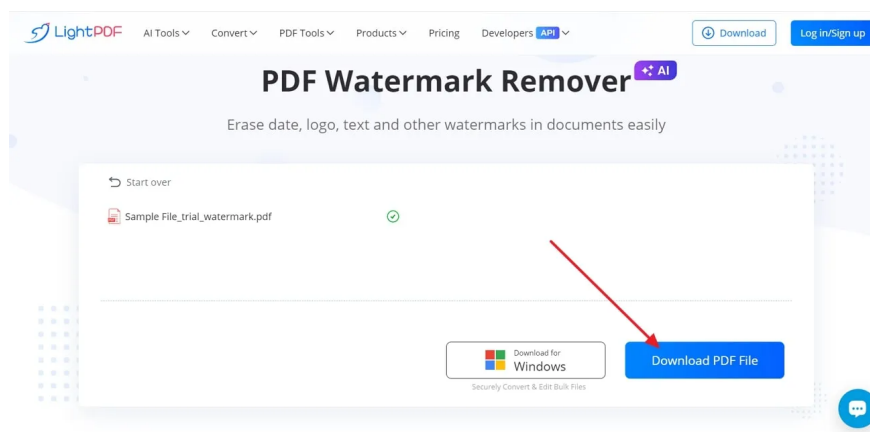 LightPDF AI Tools Convert PDF Tools Products Pricing Developers API Download Log in/Sign up
PDF Watermark Remover AI
Erase date, logo, text and other watermarks in documents easily
Start over
Sample File_trial_watermark.pdf
Download for
Windows
Download PDF File
Securely Convert & Edit Bulk Files